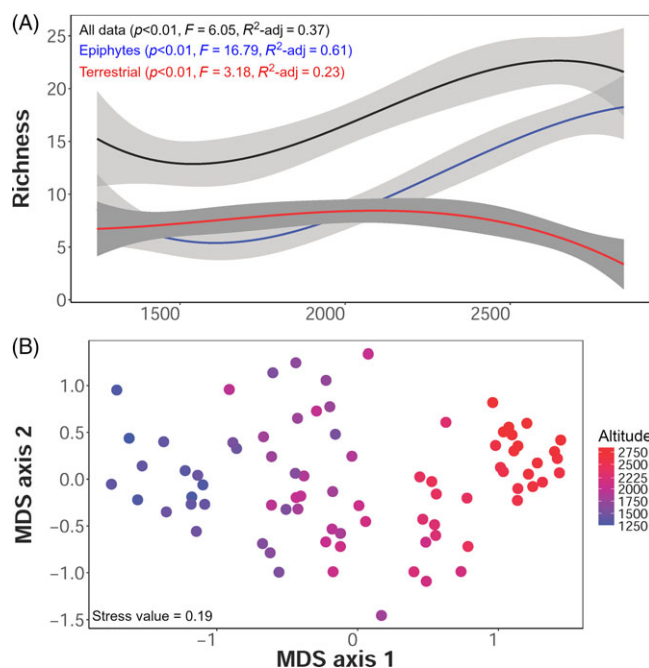 (A)
All data (p<0.01, F = 6.05, R²-adj = 0.37)
Epiphytes (p<0.01, F = 16.79, R²-adj = 0.61)
Terrestrial (p<0.01, F = 3.18, R²-adj = 0.23)
Richness
25
20
15
10
5
0
1500
2000
2500
(B)
MDS axis 2
1.0
0.5
0.0
−0.5
−1.0
−1.5
Stress value = 0.19
−1
0
1
MDS axis 1
Altitude
2750
2500
2250
2000
1750
1500
1250